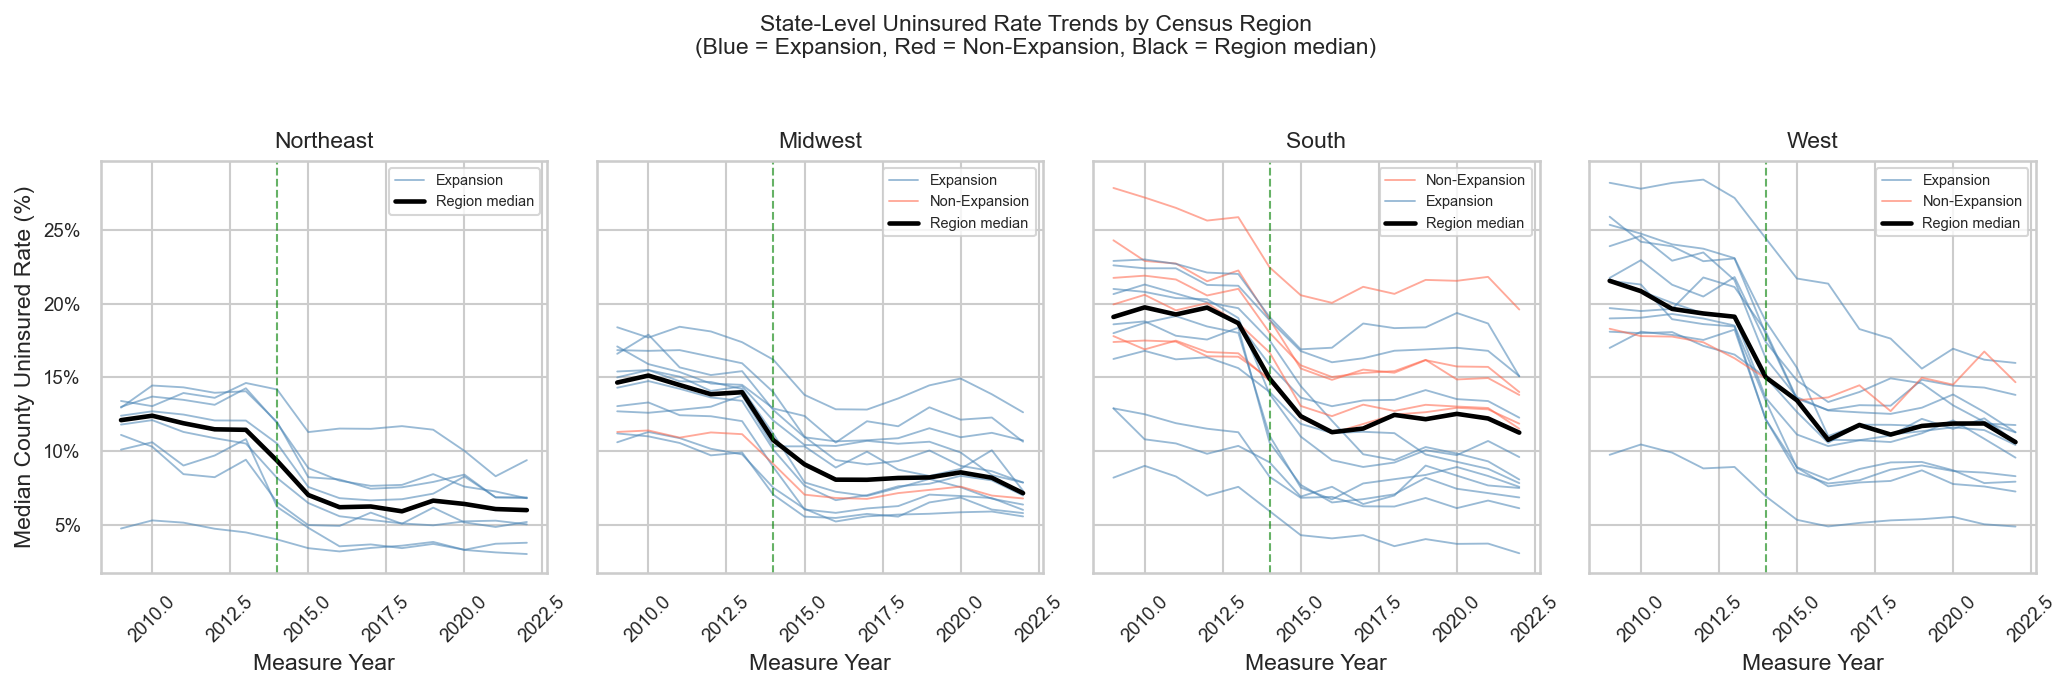 State-Level Uninsured Rate Trends by Census Region
(Blue = Expansion, Red = Non-Expansion, Black = Region median)
Northeast
Midwest
South
West
Median County Uninsured Rate (%)
25%
20%
15%
10%
5%
Expansion
Region median
Expansion
Non-Expansion
Region median
Non-Expansion
Expansion
Region median
Expansion
Non-Expansion
Region median
2010.0
2012.5
2015.0
2017.5
2020.0
2022.5
2010.0
2012.5
2015.0
2017.5
2020.0
2022.5
2010.0
2012.5
2015.0
2017.5
2020.0
2022.5
2010.0
2012.5
2015.0
2017.5
2020.0
2022.5
Measure Year
Measure Year
Measure Year
Measure Year